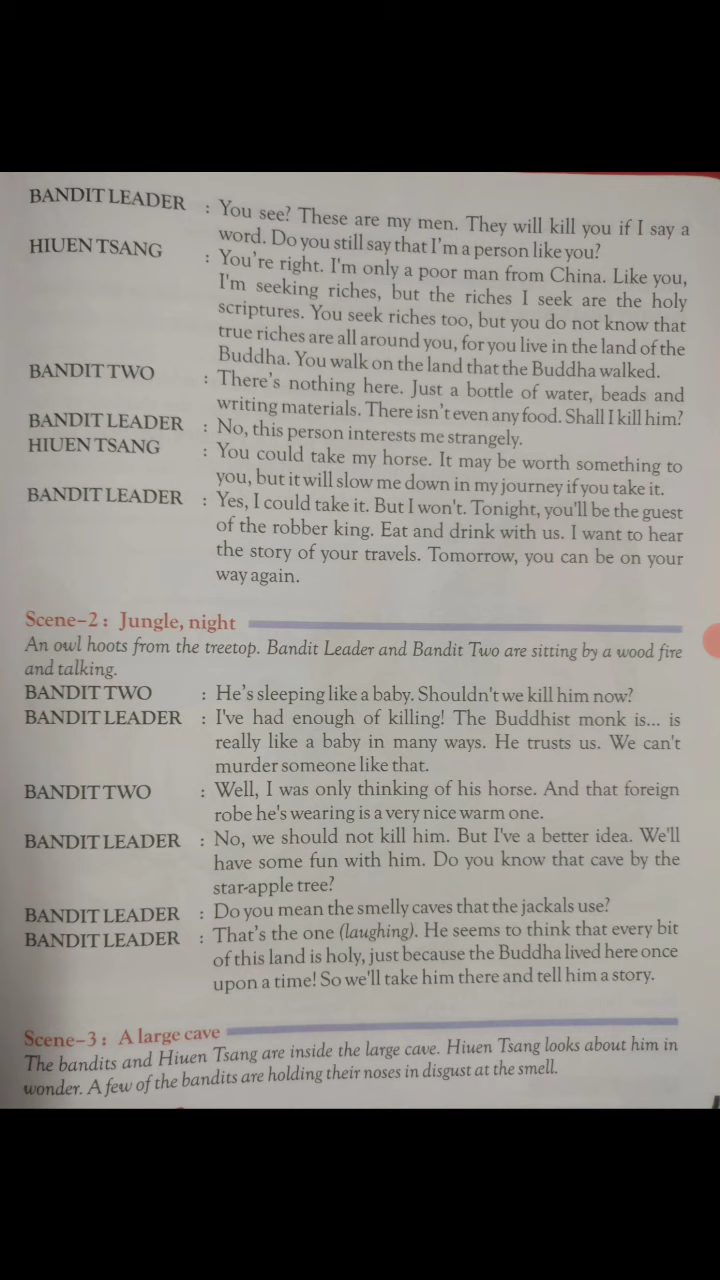 BANDIT LEADER : You see? These are my men. They will kill you if I say a
word. Do you still say that I'm a person like you?
HIUEN TSANG : You're right. I'm only a poor man from China. Like you,
I'm seeking riches, but the riches I seek are the holy
scriptures. You seek riches too, but you do not know that
true riches are all around you, for you live in the land of the
Buddha. You walk on the land that the Buddha walked.
BANDIT TWO : There's nothing here. Just a bottle of water, beads and
writing materials. There isn't even any food. Shall I kill him?
BANDIT LEADER : No, this person interests me strangely.
HIUEN TSANG : You could take my horse. It may be worth something to
you, but it will slow me down in my journey if you take it.
BANDIT LEADER : Yes, I could take it. But I won't. Tonight, you'll be the guest
of the robber king. Eat and drink with us. I want to hear
the story of your travels. Tomorrow, you can be on your
way again.
Scene-2 : Jungle, night
An owl hoots from the treetop. Bandit Leader and Bandit Two are sitting by a wood fire
and talking.
BANDIT TWO : He's sleeping like a baby. Shouldn't we kill him now?
BANDIT LEADER : I've had enough of killing! The Buddhist monk is... is
really like a baby in many ways. He trusts us. We can't
murder someone like that.
BANDIT TWO : Well, I was only thinking of his horse. And that foreign
robe he's wearing is a very nice warm one.
BANDIT LEADER : No, we should not kill him. But I've a better idea. We'll
have some fun with him. Do you know that cave by the
star-apple tree?
BANDIT LEADER : Do you mean the smelly caves that the jackals use?
BANDIT LEADER : That's the one (laughing). He seems to think that every bit
of this land is holy, just because the Buddha lived here once
upon a time! So we'll take him there and tell him a story.
Scene-3 : A large cave
The bandits and Hiuen Tsang are inside the large cave. Hiuen Tsang looks about him in
wonder. A few of the bandits are holding their noses in disgust at the smell.